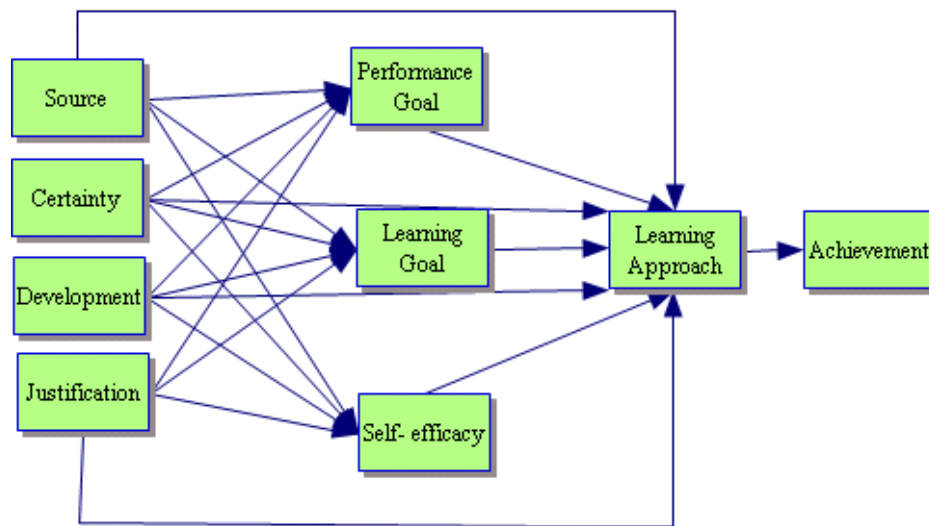 Source
Certainty
Development
Justification
Performance
Goal
Learning
Goal
Self- efficacy
Learning
Approach
Achievement